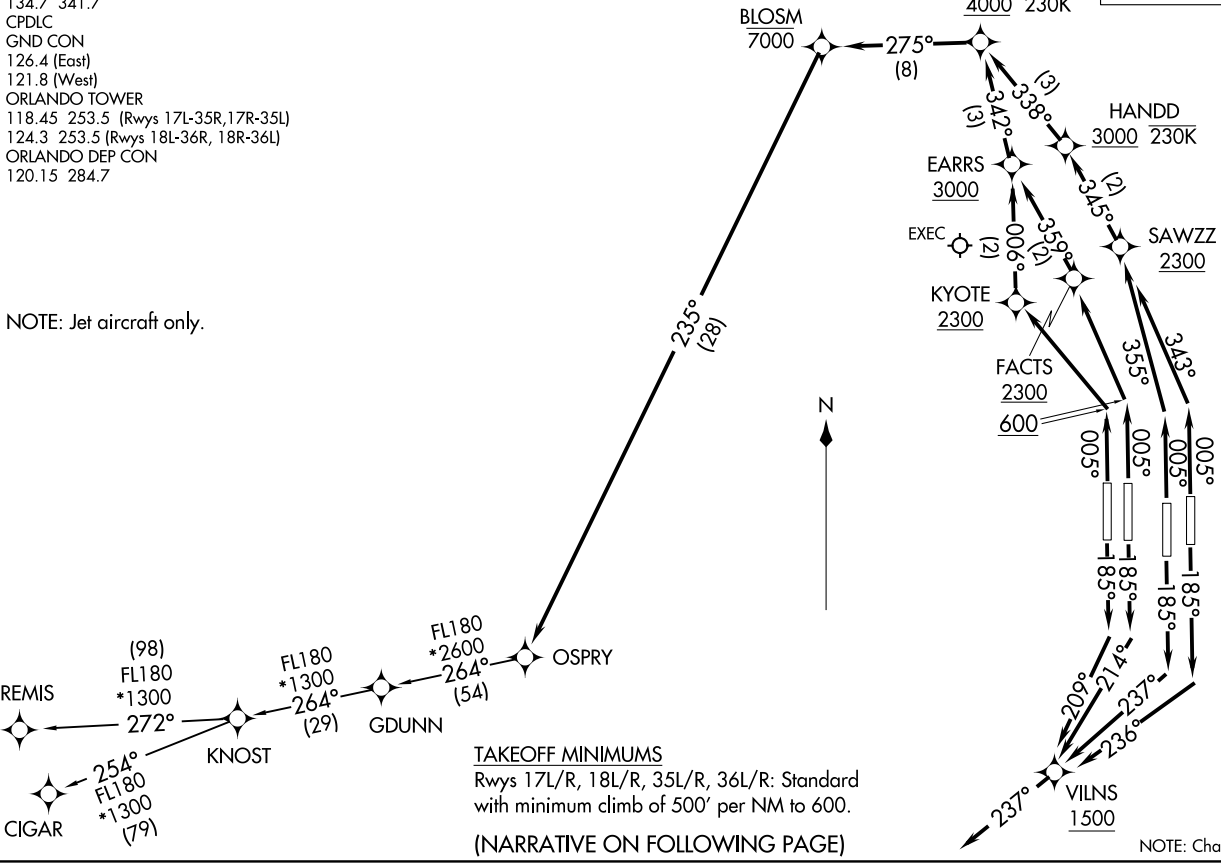 134.7 341.7
CPDLC
GND CON
126.4 (East)
121.8 (West)
ORLANDO TOWER
118.45 253.5 (Rwys 17L-35R,17R-35L)
124.3 253.5 (Rwys 18L-36R, 18R-36L)
ORLANDO DEP CON
120.15 284.7
NOTE: Jet aircraft only.
BLOSM
7000
275°
(8)
4000 230K
342°
(3)
338°
(3)
HANDD
3000 230K
EARRS
3000
345°
(2)
EXEC
006°
(2)
359°
(2)
SAWZZ
2300
KYOTE
2300
FACTS
2300
600
355°
343°
005°
005°
005°
005°
235°
(28)
N
185°
185°
185°
185°
209°
214°
237°
236°
VILNS
1500
237°
OSPRY
FL180
*2600
264°
(54)
GDUNN
FL180
*1300
264°
(29)
KNOST
(98)
FL180
*1300
272°
REMIS
254°
FL180
*1300
(79)
CIGAR
TAKEOFF MINIMUMS
Rwys 17L/R, 18L/R, 35L/R, 36L/R: Standard
with minimum climb of 500' per NM to 600.
(NARRATIVE ON FOLLOWING PAGE)
NOTE: Cha